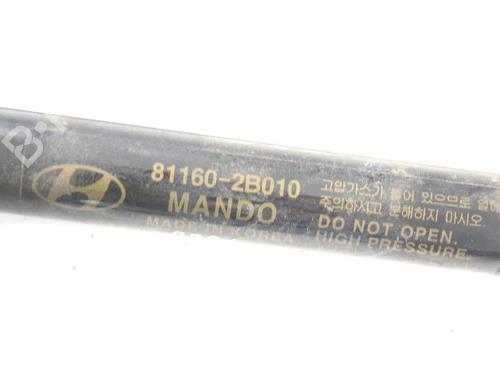 81160-2B010
MANDO
MADE IN KOREA
고압가스가 들어 있으므로
주의하시고 분해하지 마시오.
DO NOT OPEN.
HIGH PRESSURE.